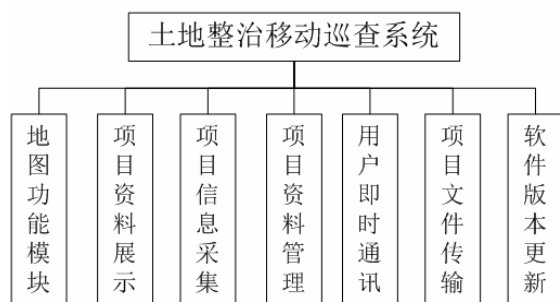 土地整治移动巡查系统
地图功能模块
项目资料展示
项目信息采集
项目资料管理
用户即时通讯
项目文件传输
软件版本更新